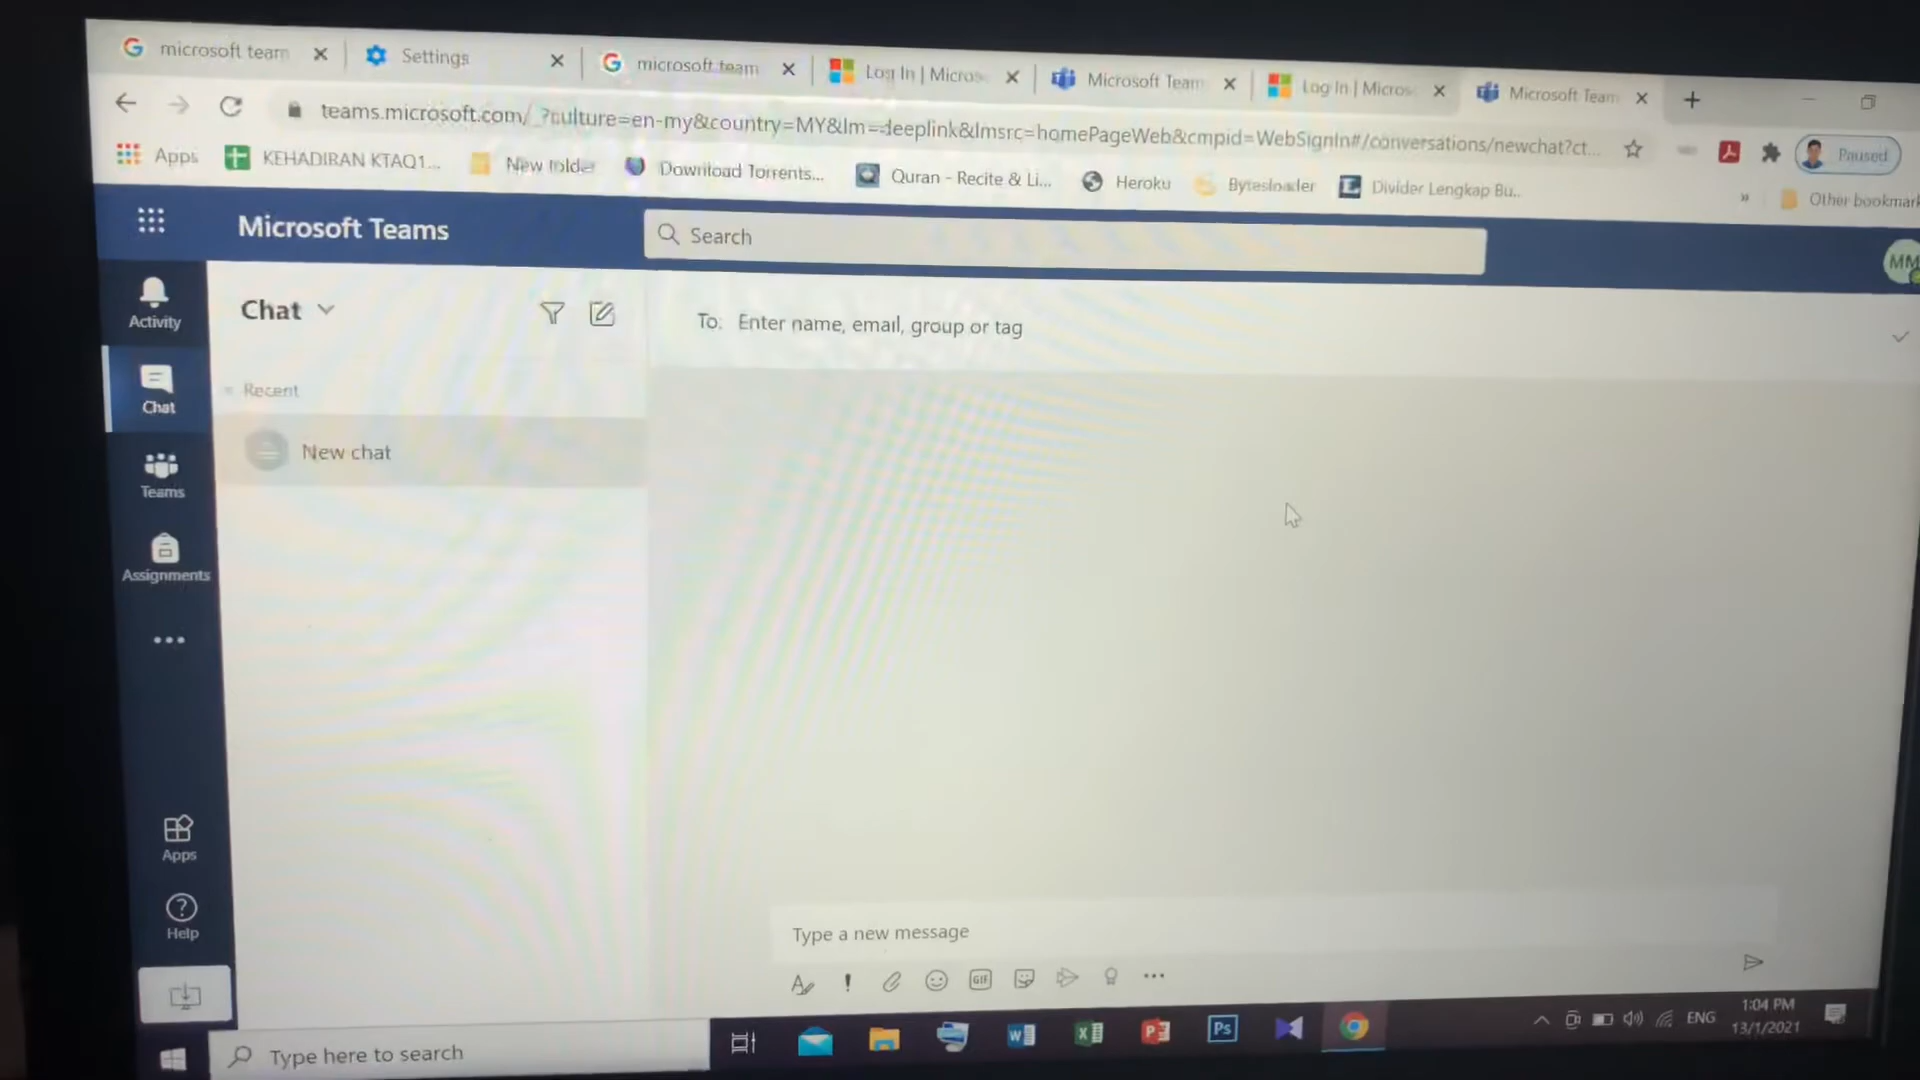 microsoft team
Settings
microsoft team
Log In | Micros
Microsoft Team
Log In | Micros
Microsoft Team
teams.microsoft.com/_?culture=en-my&country=MY&lm=deeplink&lmsrc=homePageWeb&cmpid=WebSignIn#/conversations/newchat?ct...
Paused
Apps
KEHADIRAN KTAQ1...
New folder
Download Torrents...
Quran - Recite & Li...
Heroku
Bytesloader
Divider Lengkap Bu..
»
Other bookmark
Microsoft Teams
Search
MM
Activity
Chat
To: Enter name, email, group or tag
Chat
Recent
New chat
Teams
Assignments
Apps
Help
Type a new message
GIF
Type here to search
Ps
ENG
1:04 PM
13/1/2021